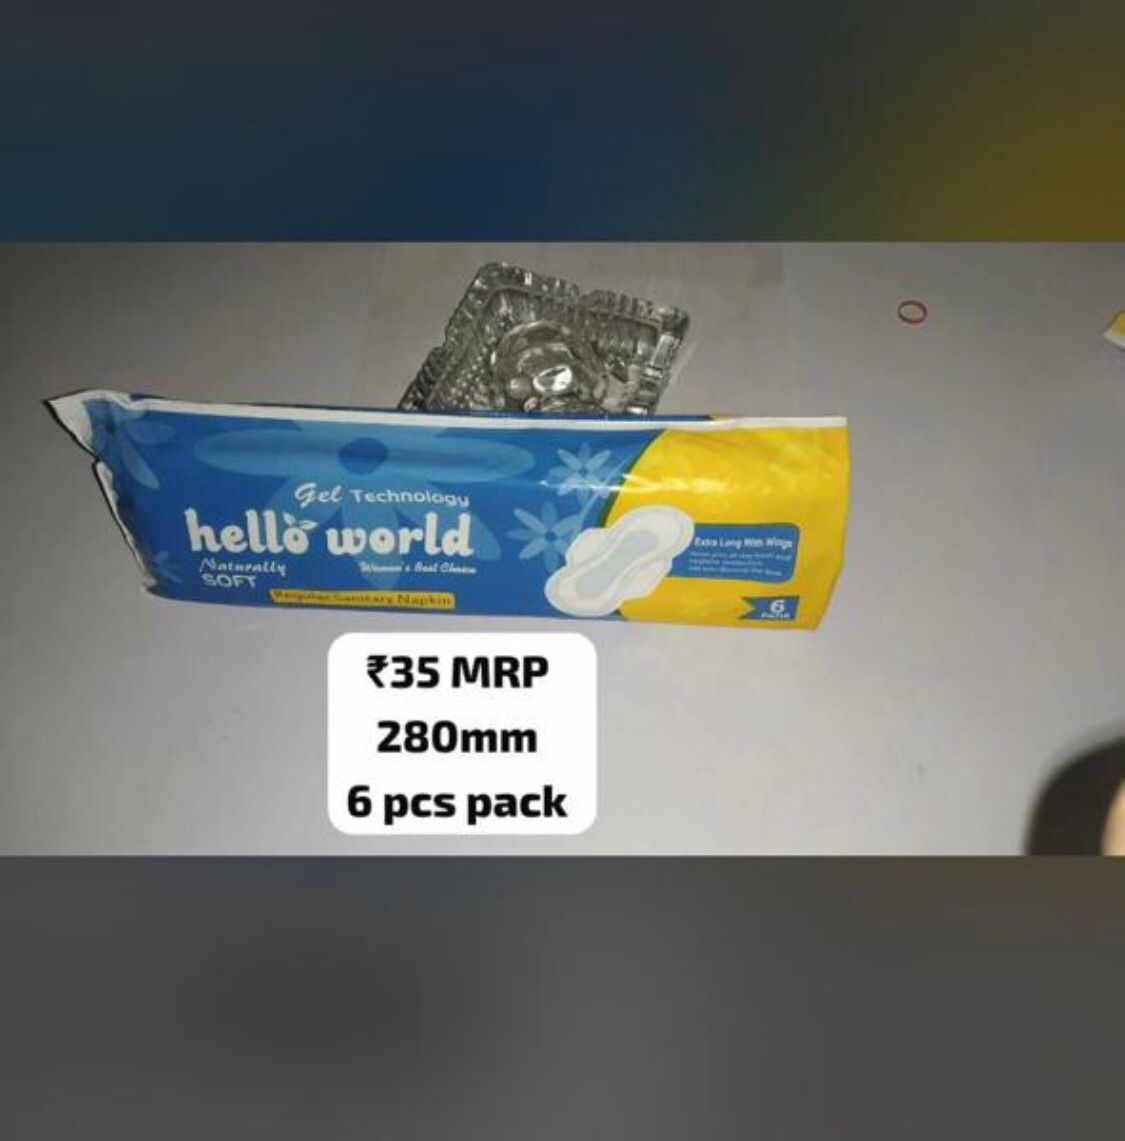 Gel Technology
hello world
Naturally
SOFT
Women's Best Choice
Regular Sanitary Napkin
Extra Long With Wings
6
PADS
₹35 MRP
280mm
6 pcs pack